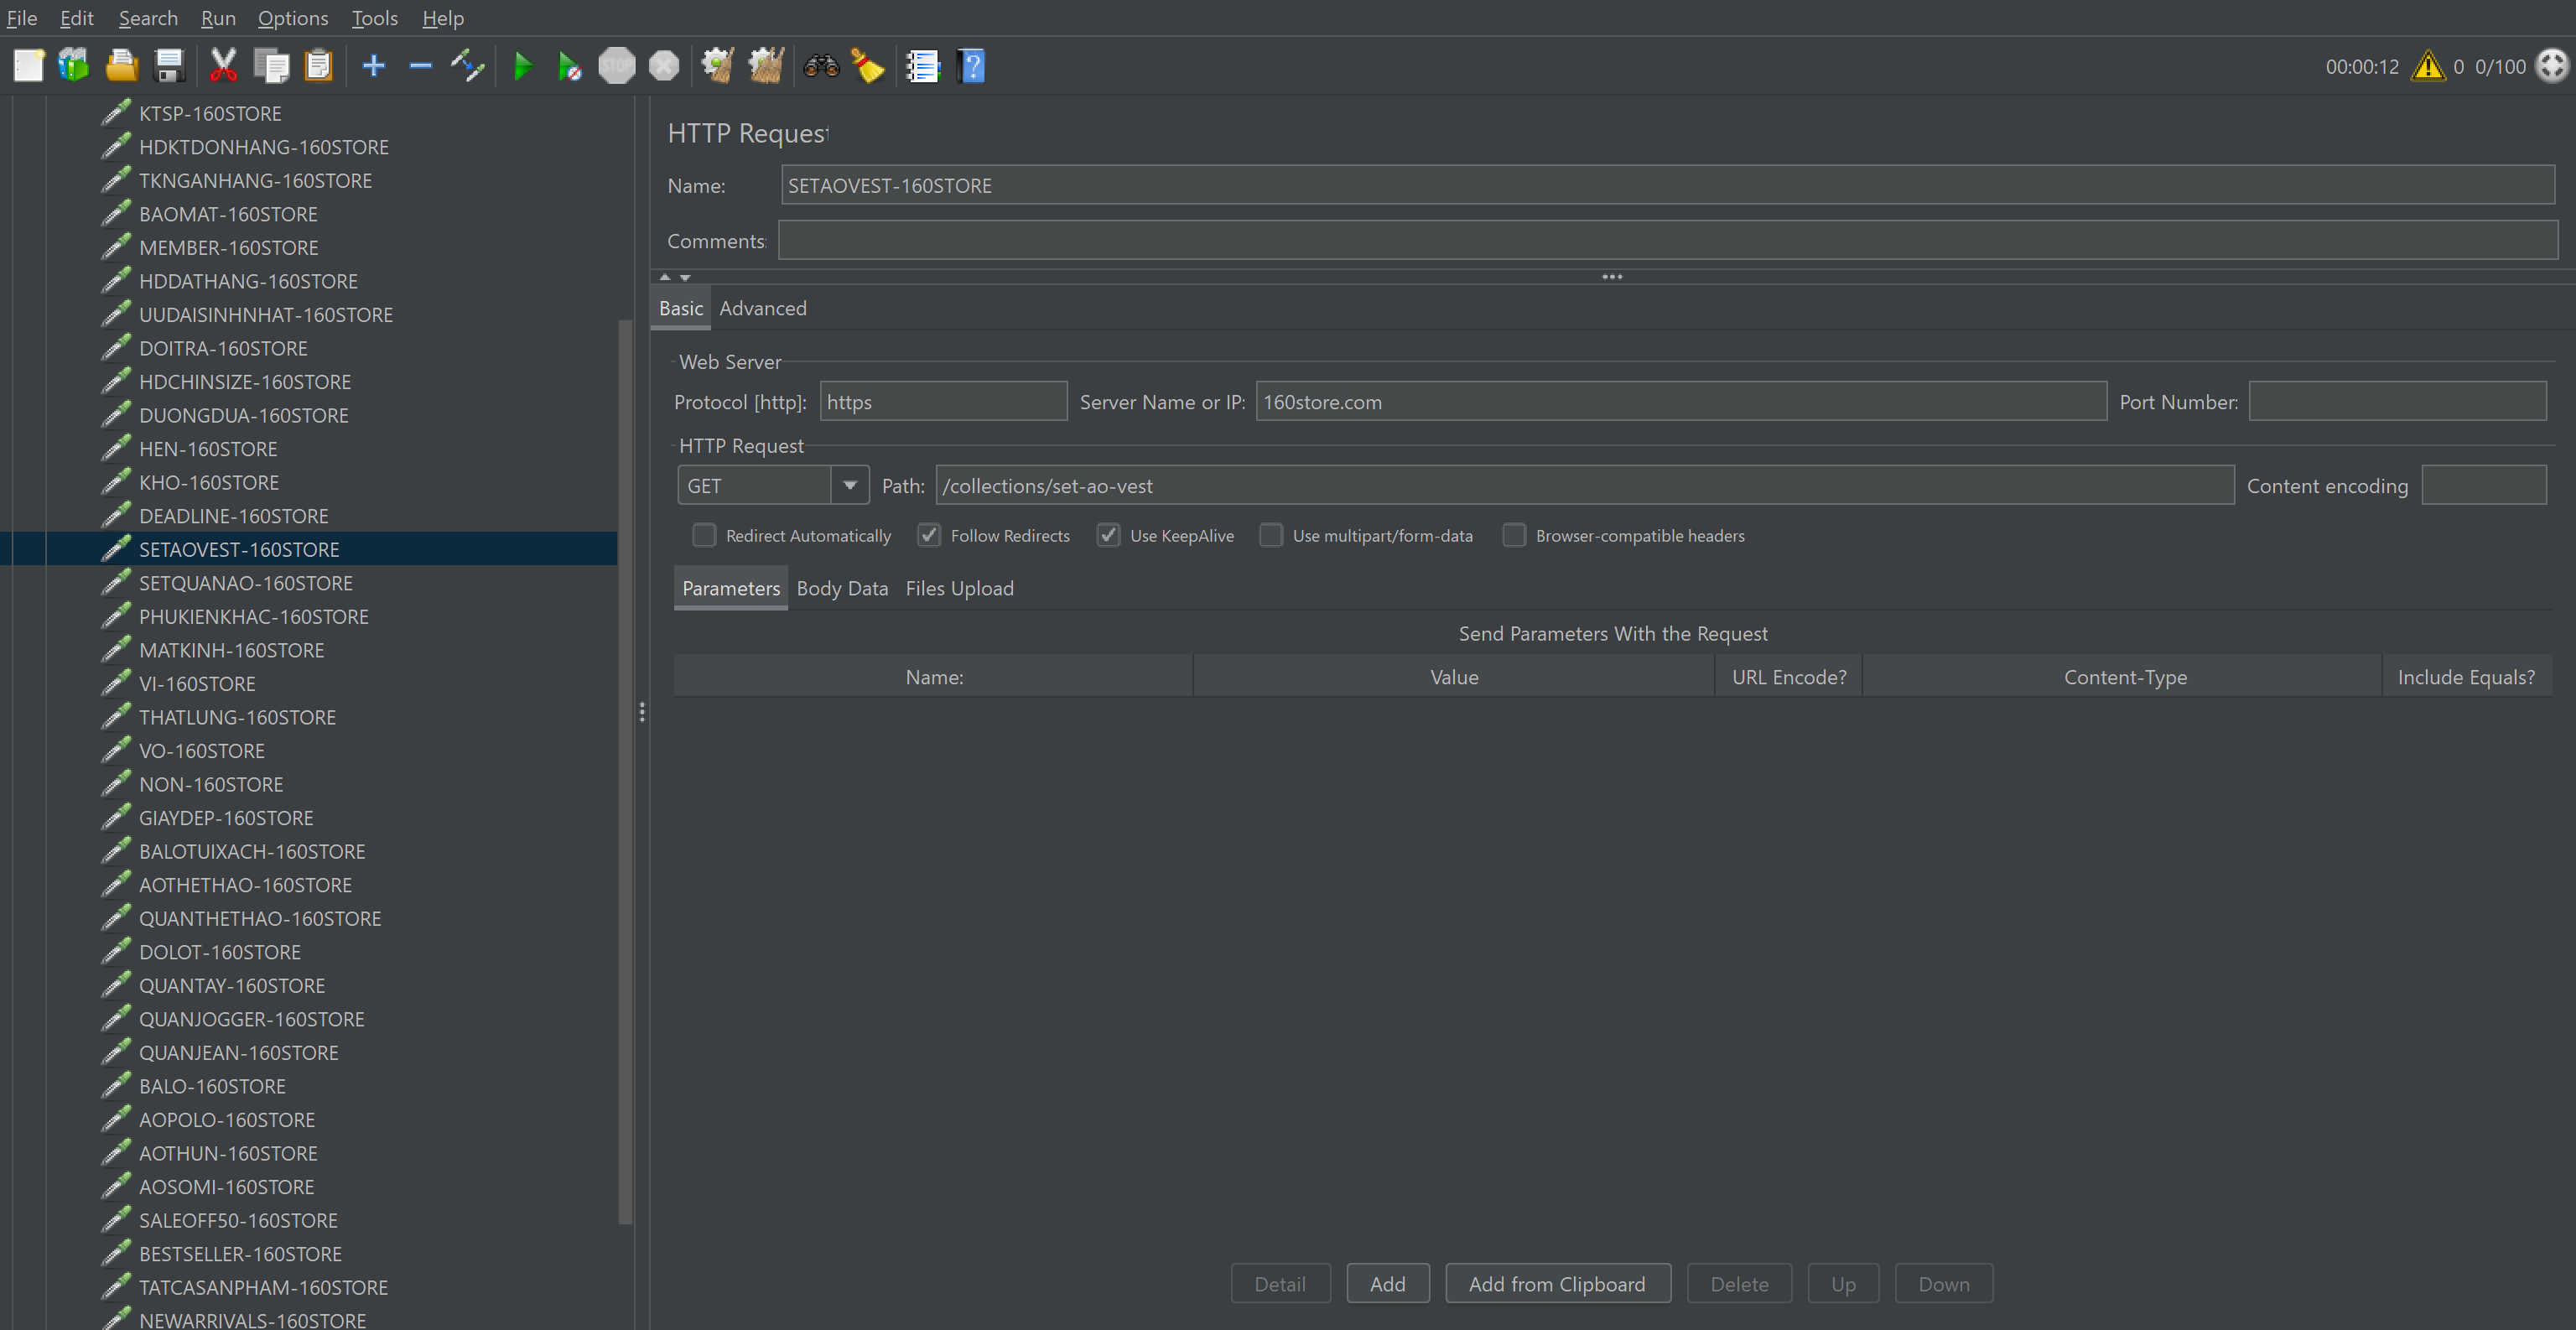 File Edit Search Run Options Tools Help
STOP 00:00:12 0 0/100
KTSP-160STORE
HDKTDONHANG-160STORE
TKNGANHANG-160STORE
BAOMAT-160STORE
MEMBER-160STORE
HDDATHANG-160STORE
UUDAISINHNHAT-160STORE
DOITRA-160STORE
HDCHINSIZE-160STORE
DUONGDUA-160STORE
HEN-160STORE
KHO-160STORE
DEADLINE-160STORE
SETAOVEST-160STORE
SETQUANAO-160STORE
PHUKIENKHAC-160STORE
MATKINH-160STORE
VI-160STORE
THATLUNG-160STORE
VO-160STORE
NON-160STORE
GIAYDEP-160STORE
BALOTUIXACH-160STORE
AOTHETHAO-160STORE
QUANTHETHAO-160STORE
DOLOT-160STORE
QUANTAY-160STORE
QUANJOGGER-160STORE
QUANJEAN-160STORE
BALO-160STORE
AOPOLO-160STORE
AOTHUN-160STORE
AOSOMI-160STORE
SALEOFF50-160STORE
BESTSELLER-160STORE
TATCASANPHAM-160STORE
NEWARRIVALS-160STORE
HTTP Request
Name: SETAOVEST-160STORE
Comments:
Basic Advanced
Web Server
Protocol [http]: https Server Name or IP: 160store.com Port Number:
HTTP Request
GET Path: /collections/set-ao-vest Content encoding
Redirect Automatically Follow Redirects Use KeepAlive Use multipart/form-data Browser-compatible headers
Parameters Body Data Files Upload
Send Parameters With the Request
Name: Value URL Encode? Content-Type Include Equals?
Detail Add Add from Clipboard Delete Up Down